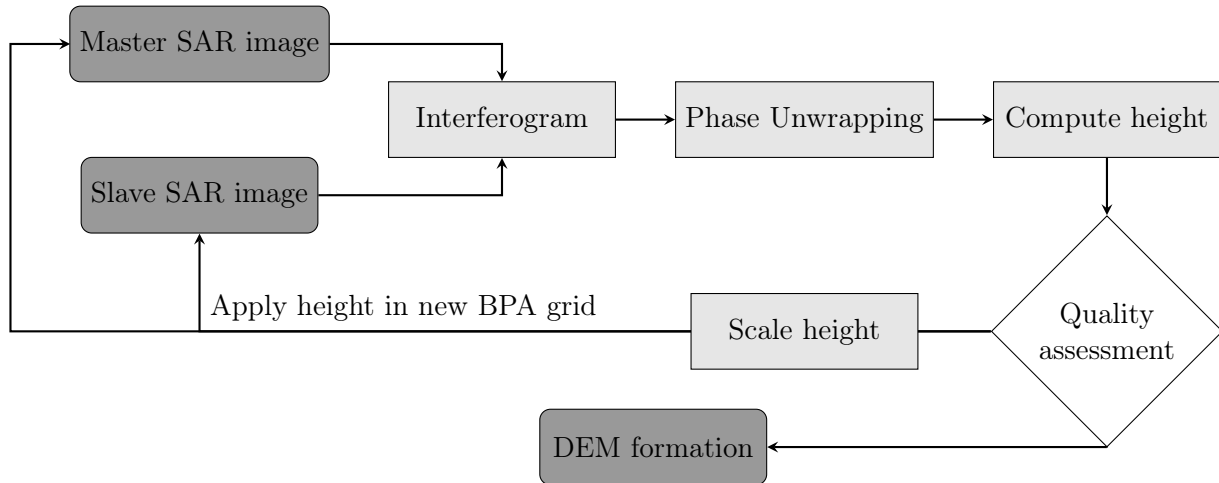 Master SAR image
Interferogram
Phase Unwrapping
Compute height
Slave SAR image
Apply height in new BPA grid
Scale height
Quality
assessment
DEM formation